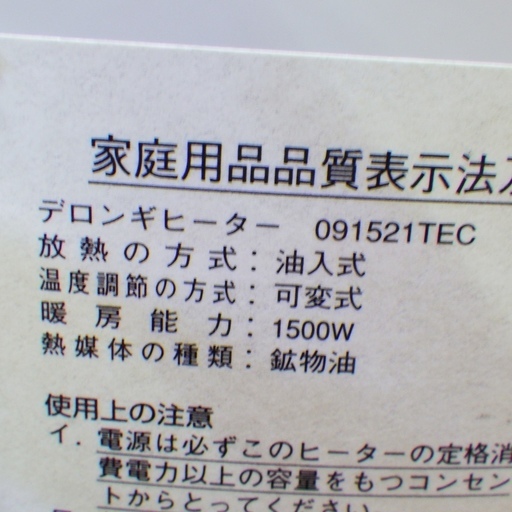 家庭用品品質表示法
デロンギヒーター 091521TEC
放熱の方式：油入式
温度調節の方式：可変式
暖房能力：1500W
熱媒体の種類：鉱物油
使用上の注意
イ．電源は必ずこのヒーターの定格消
費電力以上の容量をもつコンセン
トからとってください